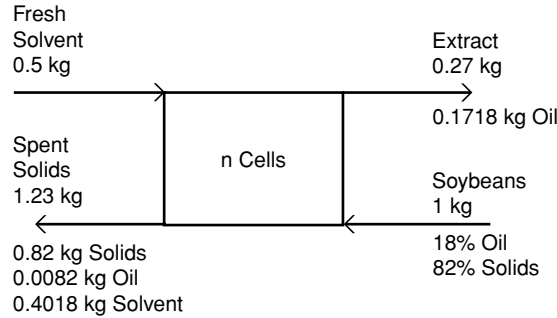 Fresh
Solvent
0.5 kg
Extract
0.27 kg
0.1718 kg Oil
n Cells
Spent
Solids
1.23 kg
0.82 kg Solids
0.0082 kg Oil
0.4018 kg Solvent
Soybeans
1 kg
18% Oil
82% Solids